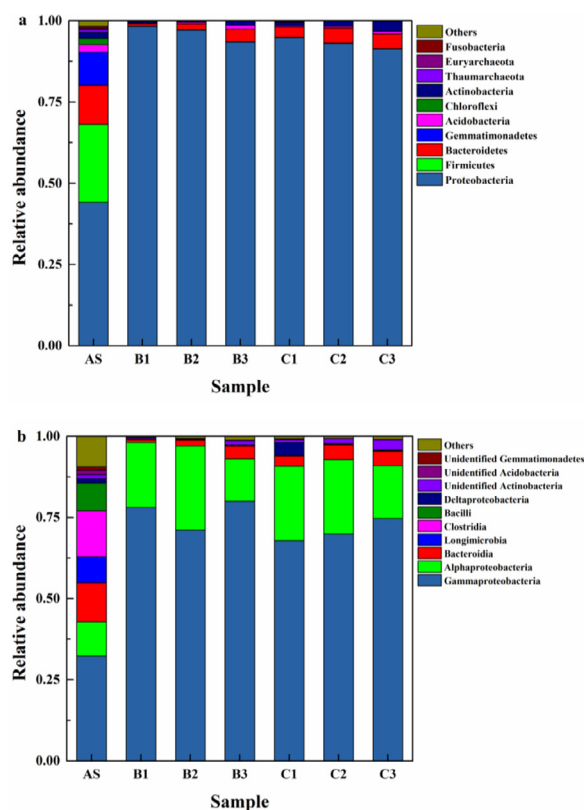 a
1.00
0.75
0.50
0.25
0.00
Relative abundance
AS B1 B2 B3 C1 C2 C3
Sample
Others
Fusobacteria
Euryarchaeota
Thaumarchaeota
Actinobacteria
Chloroflexi
Acidobacteria
Gemmatimonadetes
Bacteroidetes
Firmicutes
Proteobacteria
b
1.00
0.75
0.50
0.25
0.00
Relative abundance
AS B1 B2 B3 C1 C2 C3
Sample
Others
Unidentified Gemmatimonadetes
Unidentified Acidobacteria
Unidentified Actinobacteria
Deltaproteobacteria
Bacilli
Clostridia
Longimicrobia
Bacteroidia
Alphaproteobacteria
Gammaproteobacteria